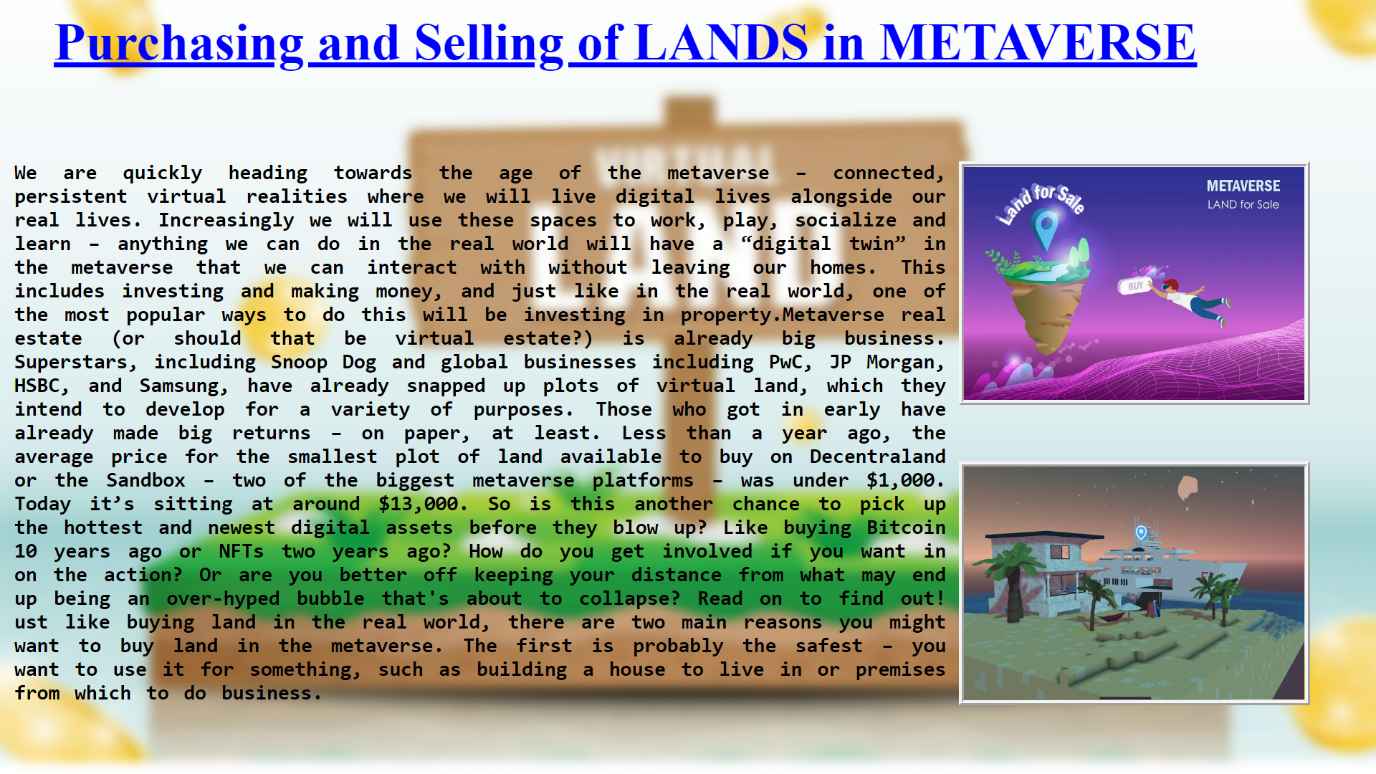 Purchasing and Selling of LANDS in METAVERSE
VIRTUAL
LAND
We are quickly heading towards the age of the metaverse – connected,
persistent virtual realities where we will live digital lives alongside our
real lives. Increasingly we will use these spaces to work, play, socialize and
learn – anything we can do in the real world will have a “digital twin” in
the metaverse that we can interact with without leaving our homes. This
includes investing and making money, and just like in the real world, one of
the most popular ways to do this will be investing in property.Metaverse real
estate (or should that be virtual estate?) is already big business.
Superstars, including Snoop Dog and global businesses including PwC, JP Morgan,
HSBC, and Samsung, have already snapped up plots of virtual land, which they
intend to develop for a variety of purposes. Those who got in early have
already made big returns – on paper, at least. Less than a year ago, the
average price for the smallest plot of land available to buy on Decentraland
or the Sandbox – two of the biggest metaverse platforms – was under $1,000.
Today it’s sitting at around $13,000. So is this another chance to pick up
the hottest and newest digital assets before they blow up? Like buying Bitcoin
10 years ago or NFTs two years ago? How do you get involved if you want in
on the action? Or are you better off keeping your distance from what may end
up being an over-hyped bubble that's about to collapse? Read on to find out!
ust like buying land in the real world, there are two main reasons you might
want to buy land in the metaverse. The first is probably the safest – you
want to use it for something, such as building a house to live in or premises
from which to do business.
Land for Sale
METAVERSE
LAND for Sale
BUY